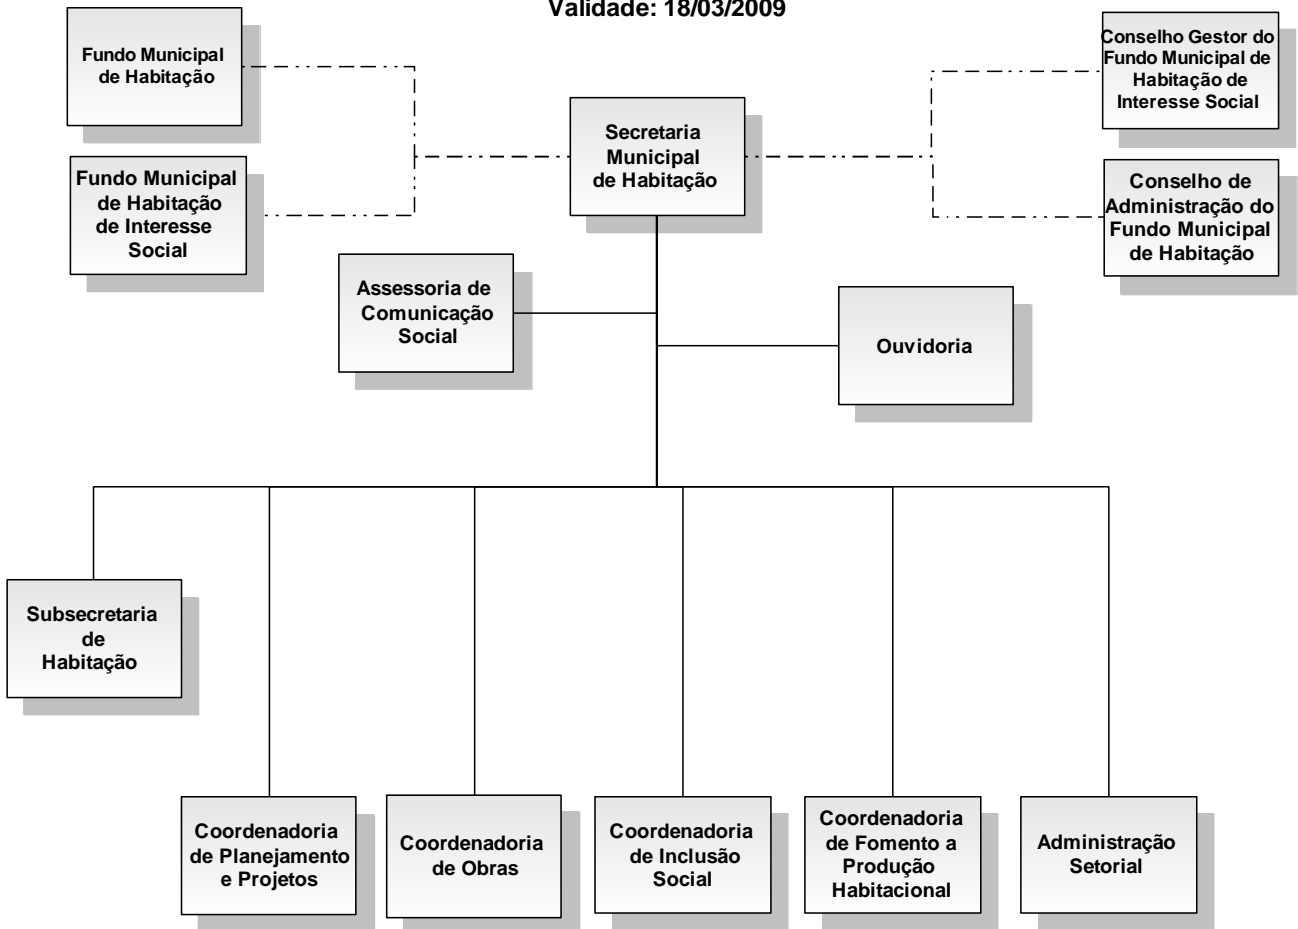 Validade: 18/03/2009
Fundo Municipal
de Habitação
Conselho Gestor do
Fundo Municipal de
Habitação de
Interesse Social
Secretaria
Municipal
de Habitação
Fundo Municipal
de Habitação
de Interesse
Social
Conselho de
Administração do
Fundo Municipal
de Habitação
Assessoria de
Comunicação
Social
Ouvidoria
Subsecretaria
de
Habitação
Coordenadoria
de Planejamento
e Projetos
Coordenadoria
de Obras
Coordenadoria
de Inclusão
Social
Coordenadoria
de Fomento a
Produção
Habitacional
Administração
Setorial